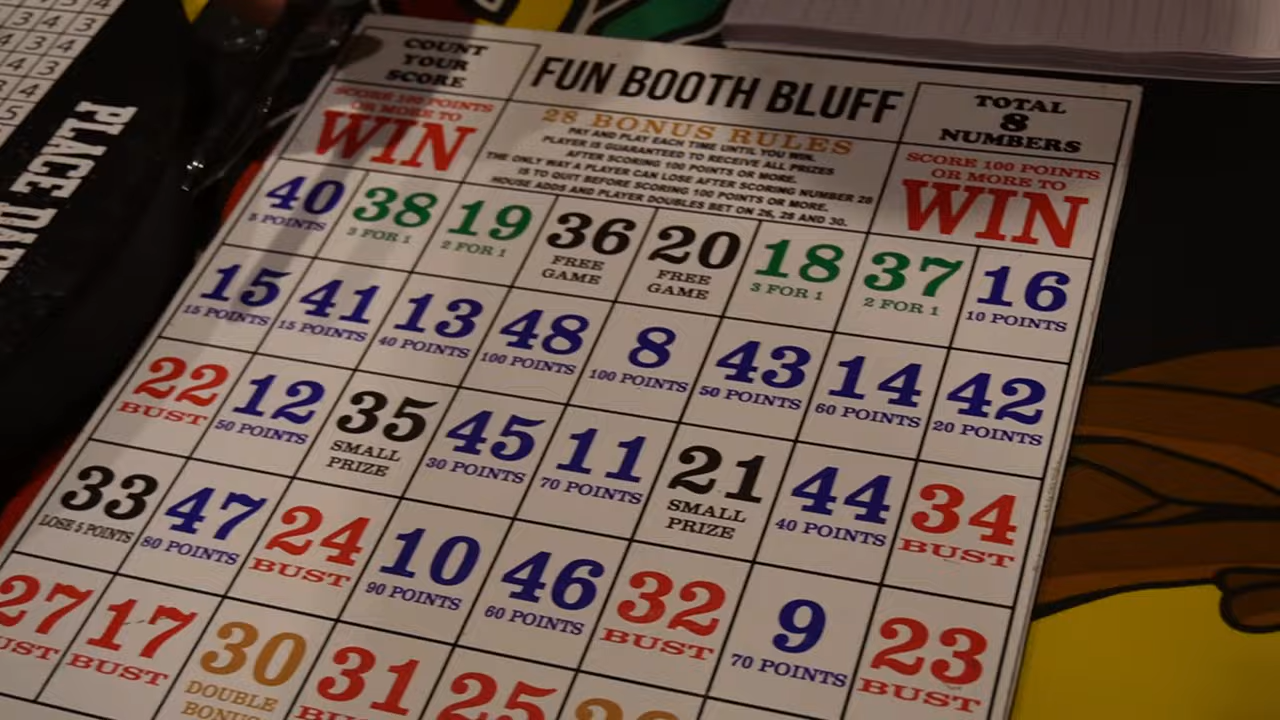 COUNT
YOUR
SCORE
FUN BOOTH BLUFF
TOTAL
8
NUMBERS
SCORE 100 POINTS
OR MORE TO
WIN
28 BONUS RULES
PAY AND PLAY EACH TIME UNTIL YOU WIN.
PLAYER IS GUARANTEED TO RECEIVE ALL PRIZES
AFTER SCORING 100 POINTS OR MORE.
THE ONLY WAY A PLAYER CAN LOSE AFTER SCORING NUMBER 28
IS TO QUIT BEFORE SCORING 100 POINTS OR MORE.
HOUSE ADDS AND PLAYER DOUBLES BET ON 26, 28 AND 30.
SCORE 100 POINTS
OR MORE TO
WIN
40 38 19 36 20 18 37 16
5 POINTS 3 FOR 1 2 FOR 1 FREE GAME FREE GAME 3 FOR 1 2 FOR 1 10 POINTS
15 41 13 48 8 43 14 42
15 POINTS 15 POINTS 40 POINTS 100 POINTS 100 POINTS 50 POINTS 60 POINTS 20 POINTS
22 12 35 45 11 21 44 34
BUST 50 POINTS SMALL PRIZE 30 POINTS 70 POINTS SMALL PRIZE 40 POINTS BUST
33 47 24 10 46 32 9 23
LOSE 5 POINTS 80 POINTS BUST 90 POINTS 60 POINTS BUST 70 POINTS BUST
27 17 30 31 25
BUST BUST DOUBLE BONUS
PLACE